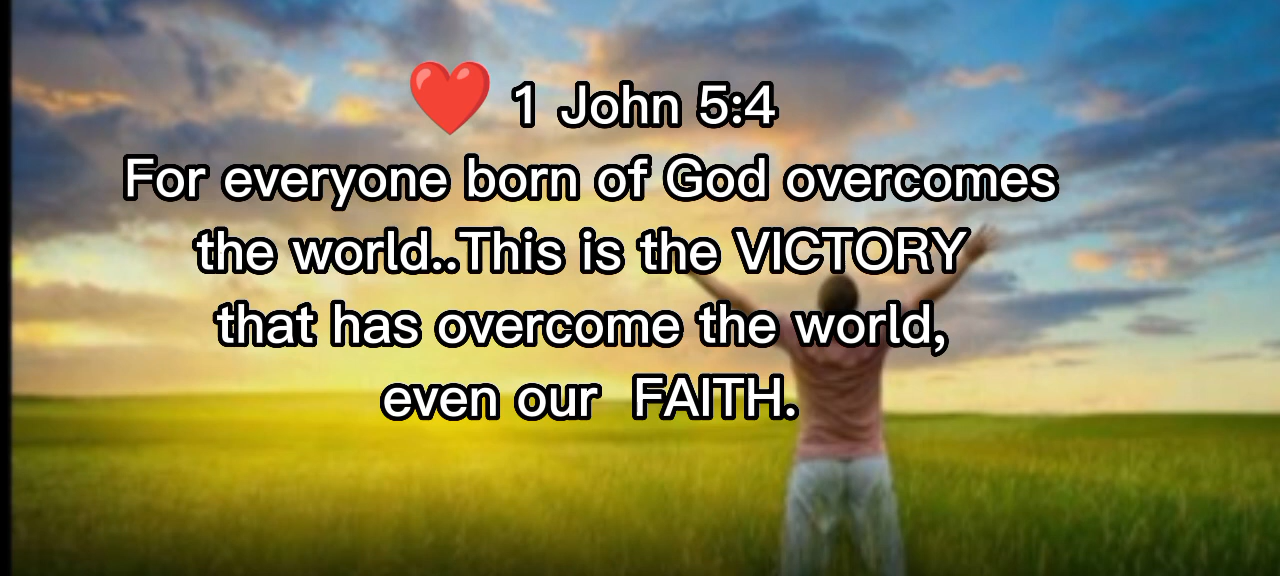 ❤️ 1 John 5:4
For everyone born of God overcomes
the world..This is the VICTORY
that has overcome the world,
even our FAITH.